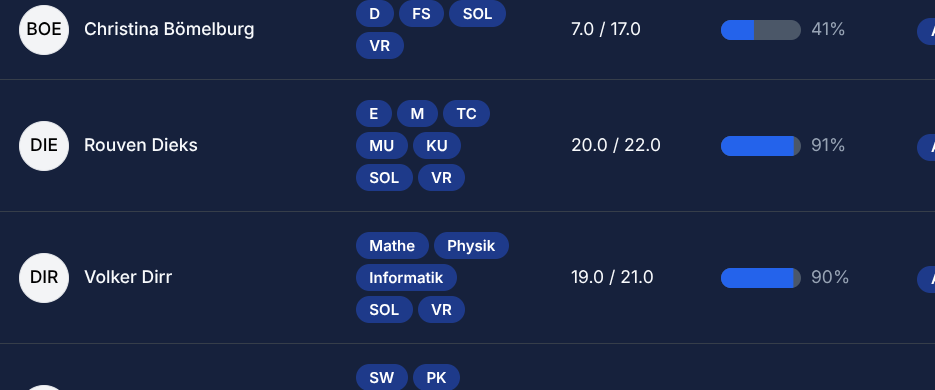 BOE Christina Bömelburg D FS SOL 7.0 / 17.0 41%
VR
E M TC
DIE Rouven Dieks MU KU 20.0 / 22.0 91%
SOL VR
Mathe Physik
DIR Volker Dirr Informatik 19.0 / 21.0 90%
SOL VR
SW PK